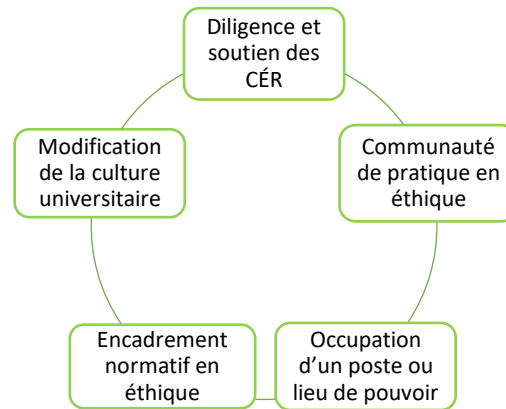 Diligence et
soutien des
CÉR
Communauté
de pratique en
éthique
Occupation
d’un poste ou
lieu de pouvoir
Encadrement
normatif en
éthique
Modification
de la culture
universitaire